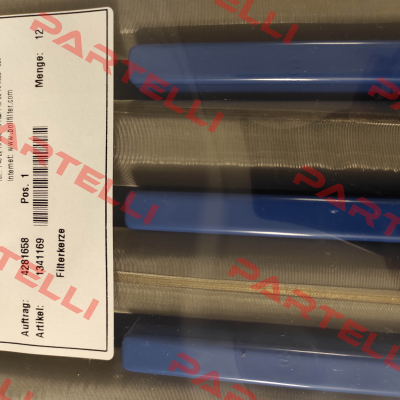 Internet: www.bollfilter.com
Auftrag: 4281658 Pos. 1 Menge: 12
Artikel: 1341169
Filterkerze
PARTELLI
PARTELLI
PARTELLI
PARTELLI